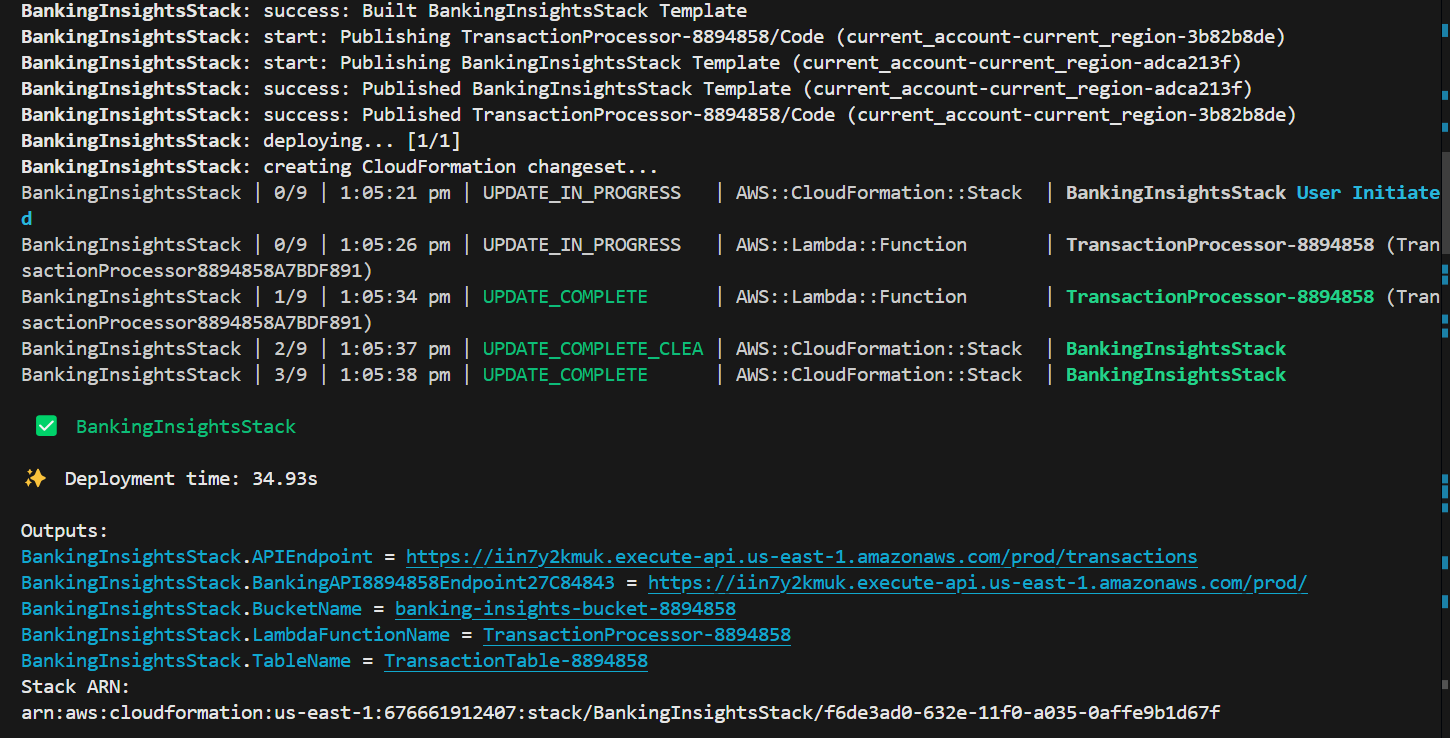 BankingInsightsStack: success: Built BankingInsightsStack Template
BankingInsightsStack: start: Publishing TransactionProcessor-8894858/Code (current_account-current_region-3b82b8de)
BankingInsightsStack: start: Publishing BankingInsightsStack Template (current_account-current_region-adca213f)
BankingInsightsStack: success: Published BankingInsightsStack Template (current_account-current_region-adca213f)
BankingInsightsStack: success: Published TransactionProcessor-8894858/Code (current_account-current_region-3b82b8de)
BankingInsightsStack: deploying... [1/1]
BankingInsightsStack: creating CloudFormation changeset...
BankingInsightsStack | 0/9 | 1:05:21 pm | UPDATE_IN_PROGRESS   | AWS::CloudFormation::Stack  | BankingInsightsStack User Initiate
d
BankingInsightsStack | 0/9 | 1:05:26 pm | UPDATE_IN_PROGRESS   | AWS::Lambda::Function       | TransactionProcessor-8894858 (Tran
sactionProcessor8894858A7BDF891)
BankingInsightsStack | 1/9 | 1:05:34 pm | UPDATE_COMPLETE      | AWS::Lambda::Function       | TransactionProcessor-8894858 (Tran
sactionProcessor8894858A7BDF891)
BankingInsightsStack | 2/9 | 1:05:37 pm | UPDATE_COMPLETE_CLEA | AWS::CloudFormation::Stack  | BankingInsightsStack
BankingInsightsStack | 3/9 | 1:05:38 pm | UPDATE_COMPLETE      | AWS::CloudFormation::Stack  | BankingInsightsStack
✅ BankingInsightsStack
✨ Deployment time: 34.93s
Outputs:
BankingInsightsStack.APIEndpoint = https://iin7y2kmuk.execute-api.us-east-1.amazonaws.com/prod/transactions
BankingInsightsStack.BankingAPI8894858Endpoint27C84843 = https://iin7y2kmuk.execute-api.us-east-1.amazonaws.com/prod/
BankingInsightsStack.BucketName = banking-insights-bucket-8894858
BankingInsightsStack.LambdaFunctionName = TransactionProcessor-8894858
BankingInsightsStack.TableName = TransactionTable-8894858
Stack ARN:
arn:aws:cloudformation:us-east-1:676661912407:stack/BankingInsightsStack/f6de3ad0-632e-11f0-a035-0affe9b1d67f